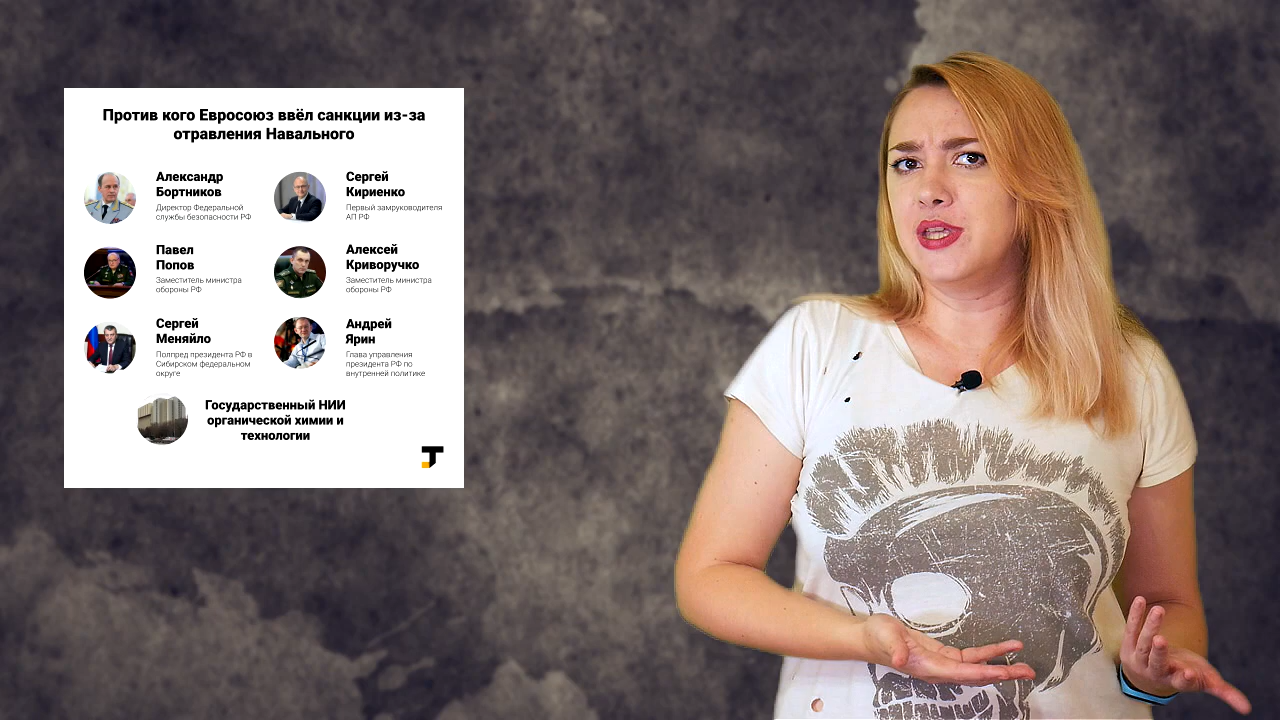 Против кого Евросоюз ввёл санкции из-за
отравления Навального
Александр
Бортников
Директор Федеральной
службы безопасности РФ
Сергей
Кириенко
Первый замруководителя
АП РФ
Павел
Попов
Заместитель министра
обороны РФ
Алексей
Криворучко
Заместитель министра
обороны РФ
Сергей
Меняйло
Полпред президента РФ в
Сибирском федеральном
округе
Андрей
Ярин
Глава управления
президента РФ по
внутренней политике
Государственный НИИ
органической химии и
технологии